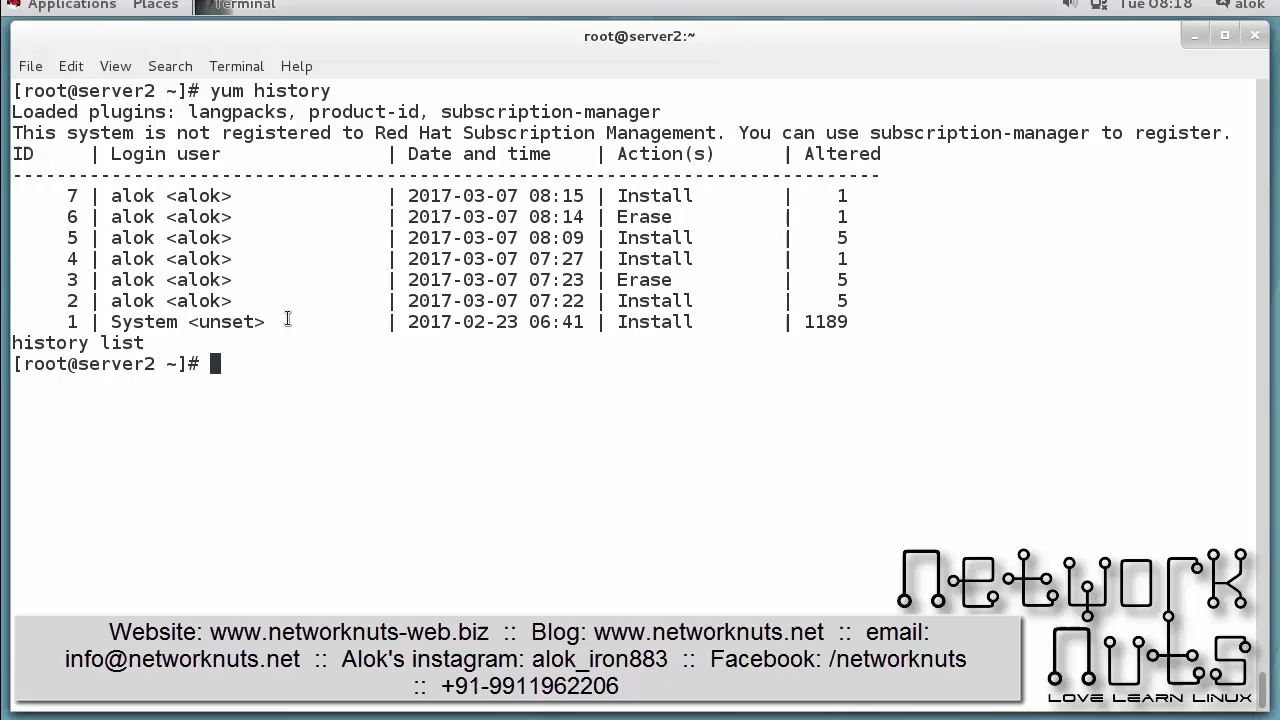 Applications Places Terminal Tue 08:18 alok
root@server2:~
File Edit View Search Terminal Help
[root@server2 ~]# yum history
Loaded plugins: langpacks, product-id, subscription-manager
This system is not registered to Red Hat Subscription Management. You can use subscription-manager to register.
ID | Login user | Date and time | Action(s) | Altered
-------------------------------------------------------------------------------
7 | alok <alok> | 2017-03-07 08:15 | Install | 1
6 | alok <alok> | 2017-03-07 08:14 | Erase | 1
5 | alok <alok> | 2017-03-07 08:09 | Install | 5
4 | alok <alok> | 2017-03-07 07:27 | Install | 1
3 | alok <alok> | 2017-03-07 07:23 | Erase | 5
2 | alok <alok> | 2017-03-07 07:22 | Install | 5
1 | System <unset> | 2017-02-23 06:41 | Install | 1189
history list
[root@server2 ~]#
Network
Nuts
LOVE LEARN LINUX
Website: www.networknuts-web.biz :: Blog: www.networknuts.net :: email:
info@networknuts.net :: Alok's instagram: alok_iron883 :: Facebook: /networknuts
:: +91-9911962206